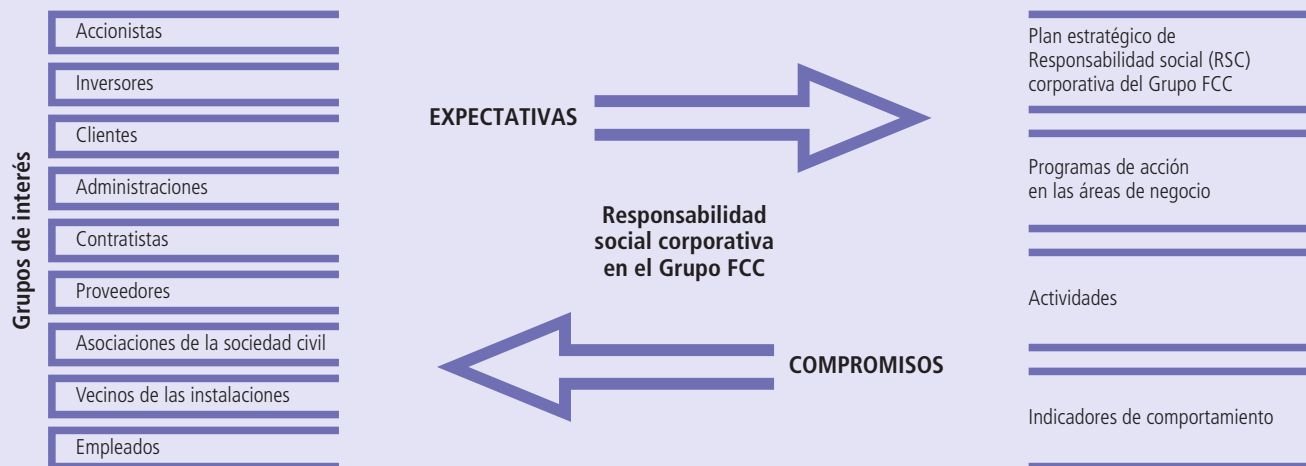 Grupos de interés
Accionistas
Inversores
Clientes
Administraciones
Contratistas
Proveedores
Asociaciones de la sociedad civil
Vecinos de las instalaciones
Empleados
EXPECTATIVAS
Responsabilidad
social corporativa
en el Grupo FCC
COMPROMISOS
Plan estratégico de
Responsabilidad social (RSC)
corporativa del Grupo FCC
Programas de acción
en las áreas de negocio
Actividades
Indicadores de comportamiento